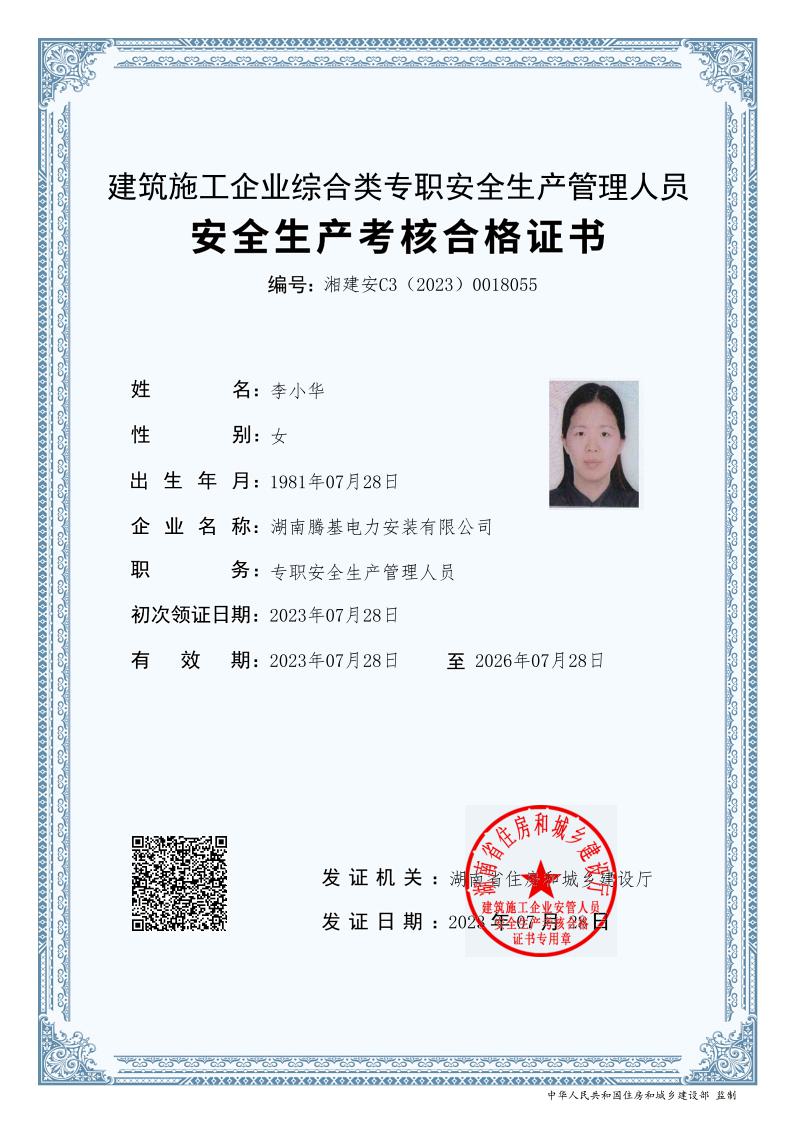 建筑施工企业综合类专职安全生产管理人员
安全生产考核合格证书
编号：湘建安C3（2023）0018055
姓 名：李小华
性 别：女
出 生 年 月：1981年07月28日
企 业 名 称：湖南腾基电力安装有限公司
职 务：专职安全生产管理人员
初次领证日期：2023年07月28日
有 效 期：2023年07月28日 至 2026年07月28日
发 证 机 关：湖南省住房和城乡建设厅
发 证 日 期：2023 年 07 月 28 日
湖南省住房和城乡建设厅
建筑施工企业安管人员
安全生产考核合格
证书专用章
中华人民共和国住房和城乡建设部 监制